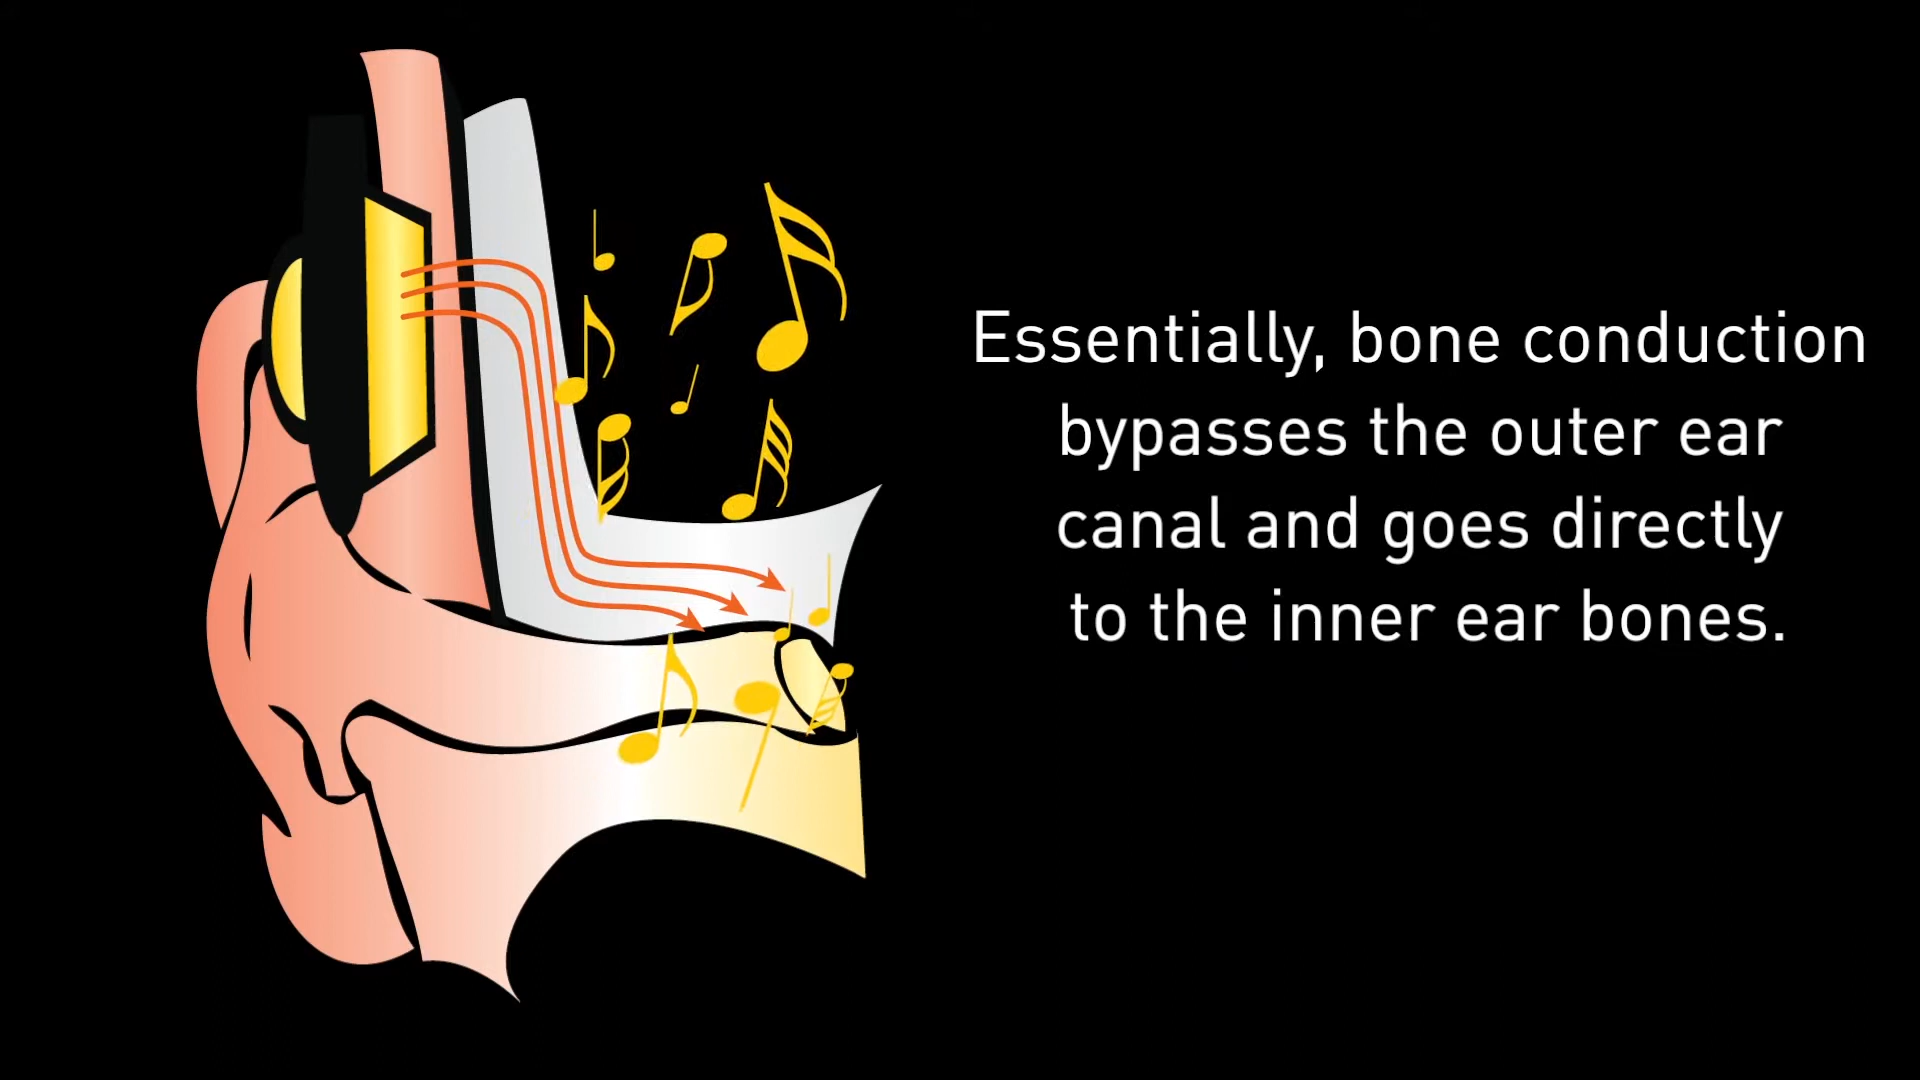 Essentially, bone conduction
bypasses the outer ear
canal and goes directly
to the inner ear bones.